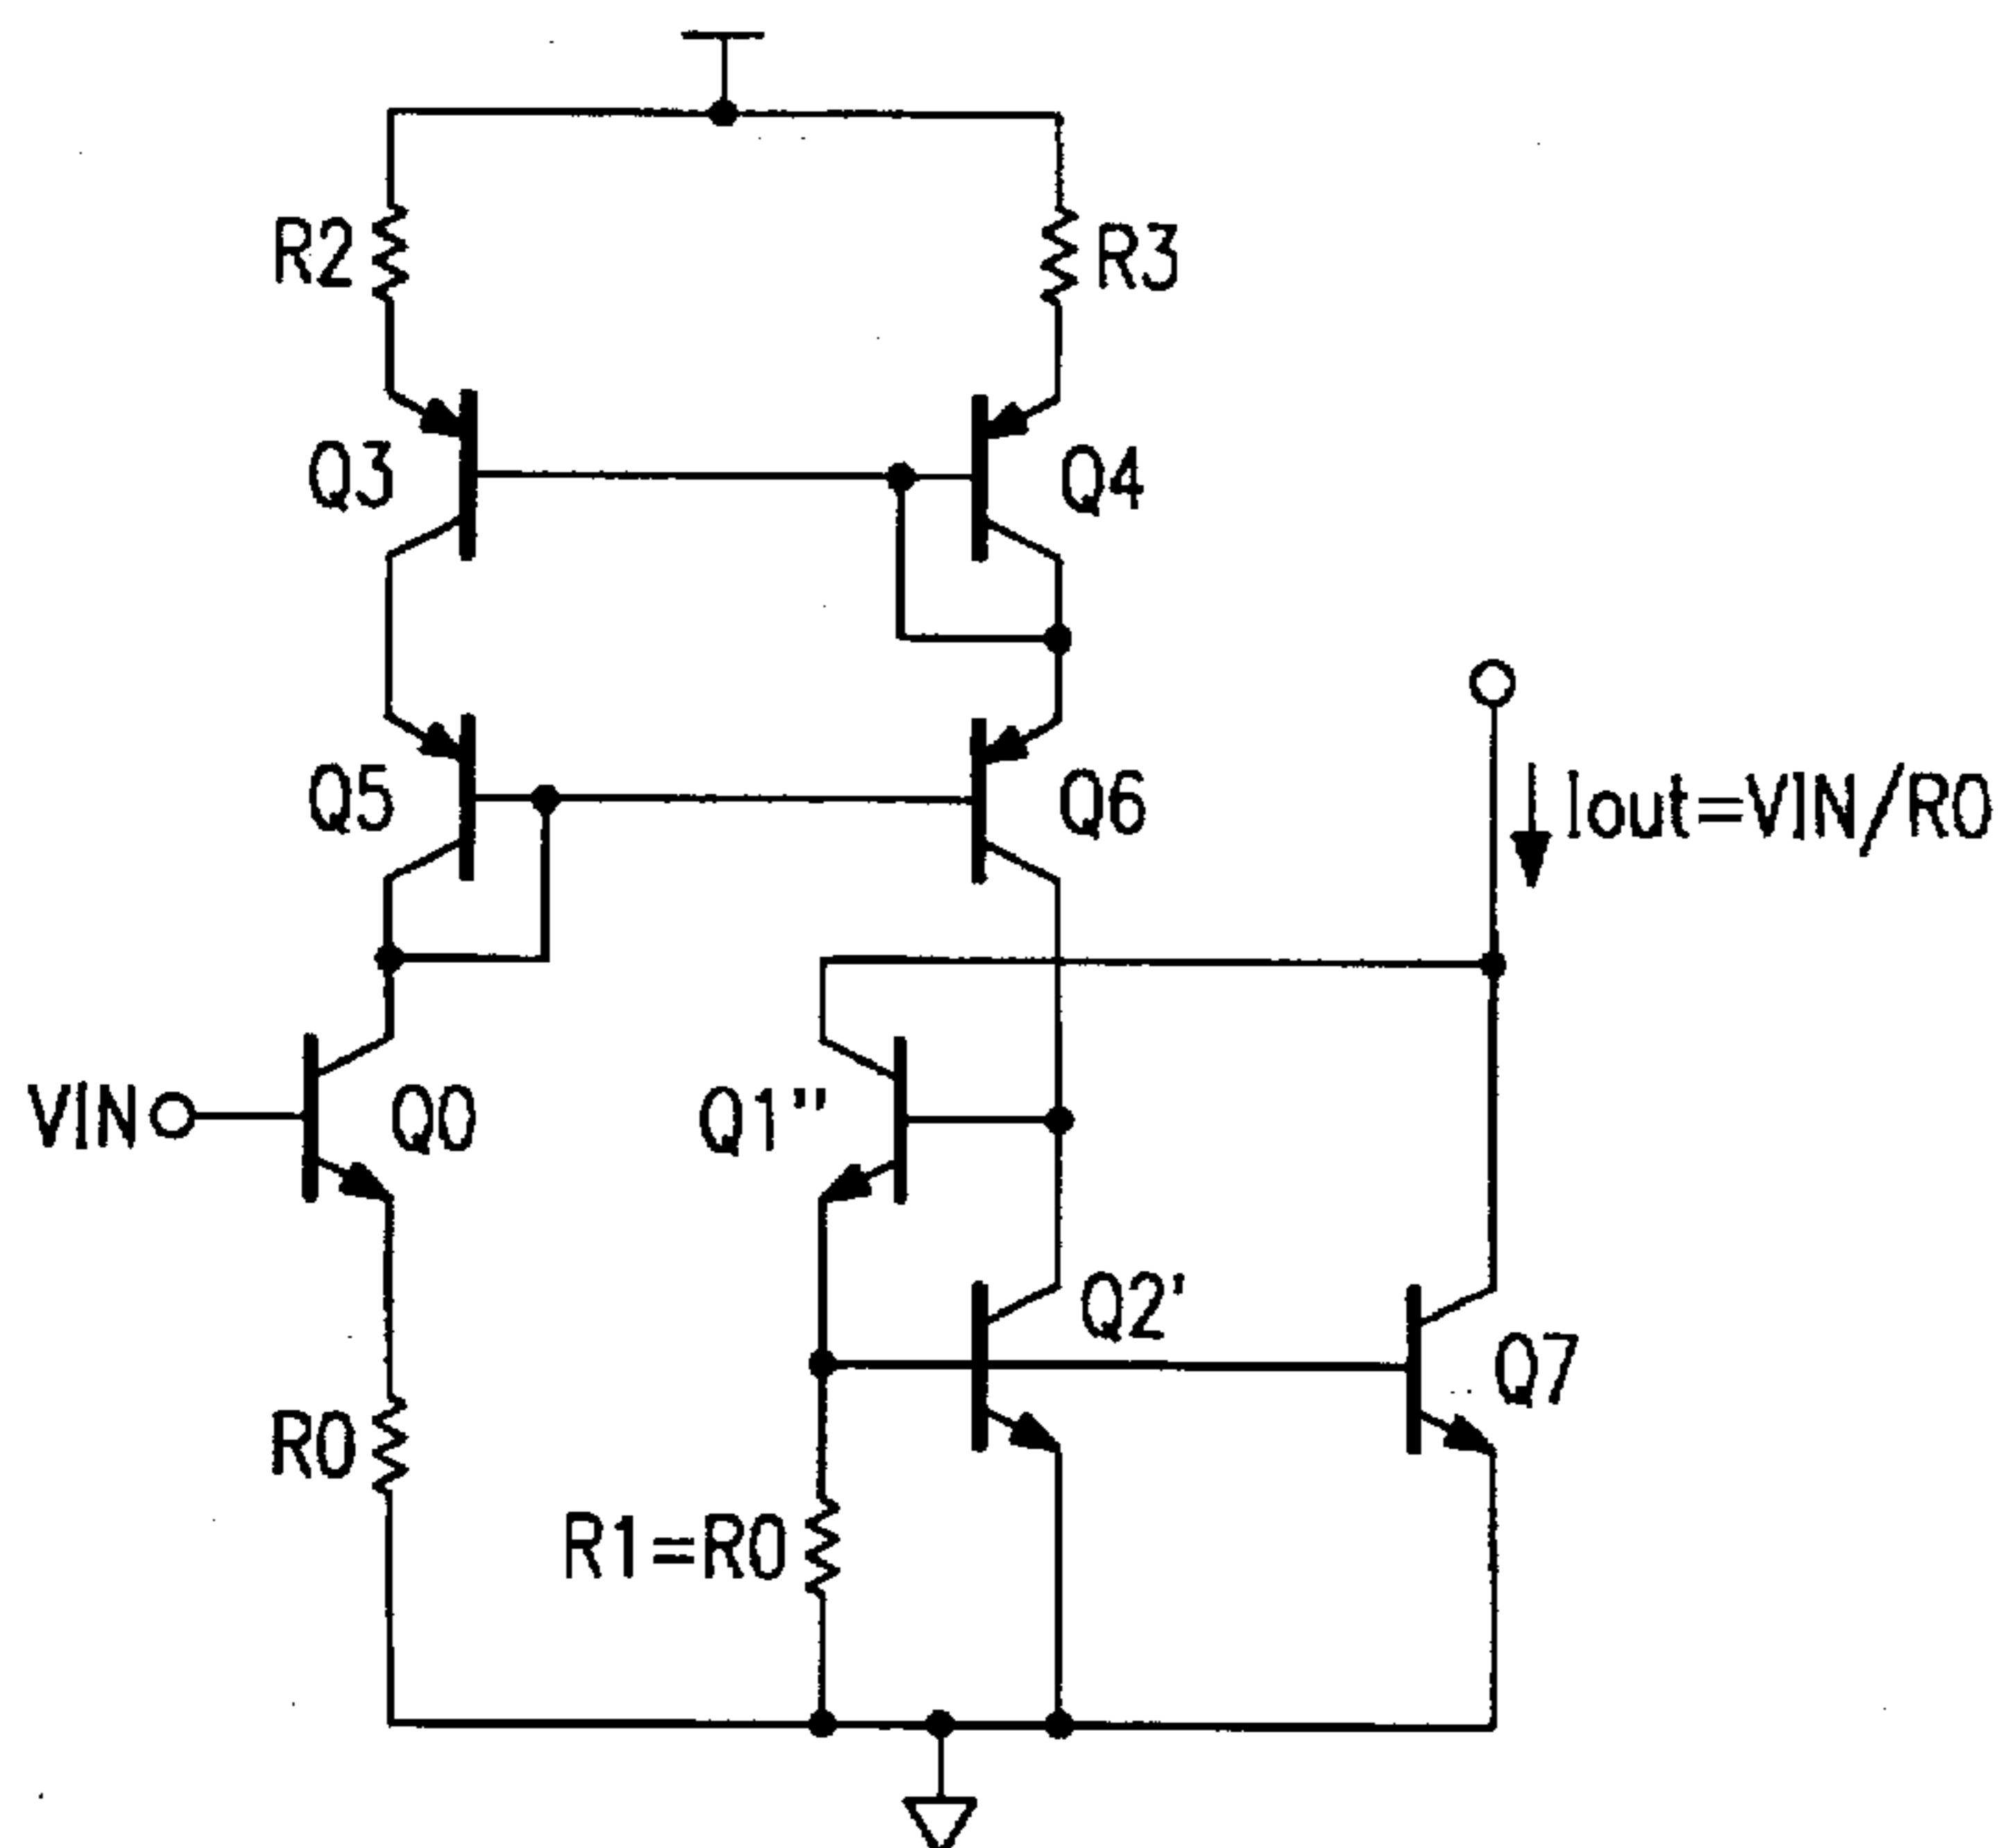 R2
R3
Q3
Q4
Q5
Q6
Iout=VIN/R0
VIN
Q0
Q1"
Q2'
Q7
R0
R1=R0